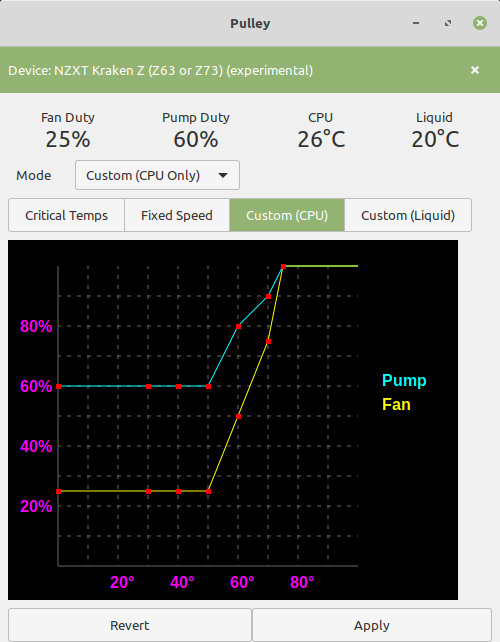 Pulley
Device: NZXT Kraken Z (Z63 or Z73) (experimental)
Fan Duty Pump Duty CPU Liquid
25% 60% 26°C 20°C
Mode Custom (CPU Only)
Critical Temps Fixed Speed Custom (CPU) Custom (Liquid)
80%
60%
40%
20%
Pump
Fan
20° 40° 60° 80°
Revert Apply